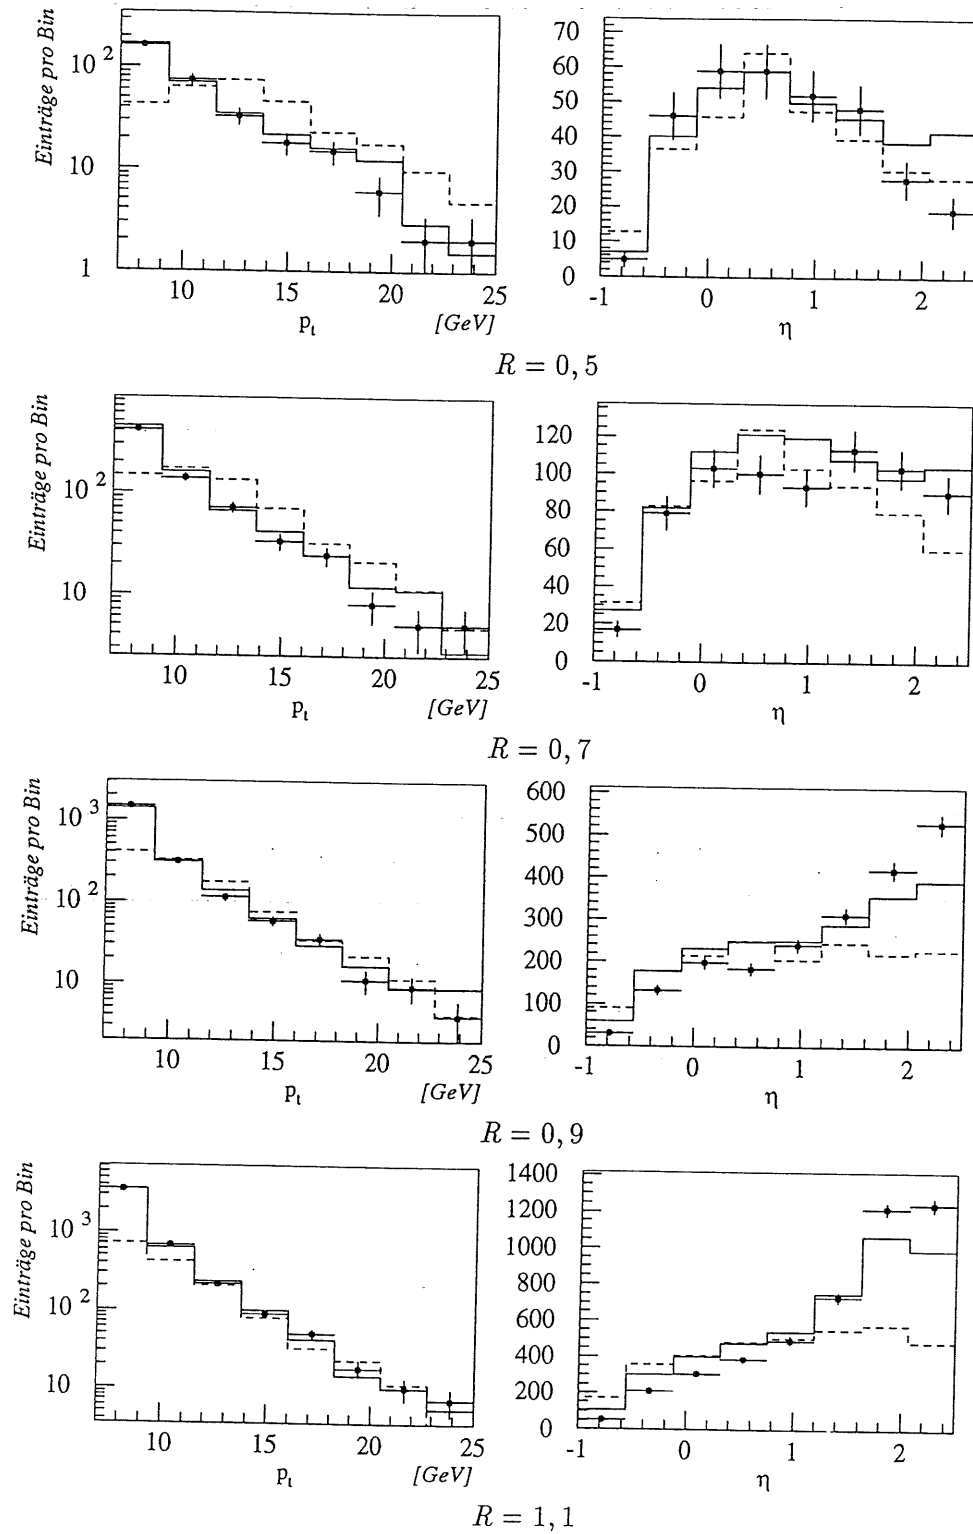 Einträge pro Bin
10 2
10
1
10 15 20 25
p t [GeV]
70
60
50
40
30
20
10
0
-1 0 1 2
η
R = 0, 5
Einträge pro Bin
10 2
10
10 15 20 25
p t [GeV]
120
100
80
60
40
20
0
-1 0 1 2
η
R = 0, 7
Einträge pro Bin
10 3
10 2
10
10 15 20 25
p t [GeV]
600
500
400
300
200
100
0
-1 0 1 2
η
R = 0, 9
Einträge pro Bin
10 3
10 2
10
10 15 20 25
p t [GeV]
1400
1200
1000
800
600
400
200
0
-1 0 1 2
η
R = 1, 1